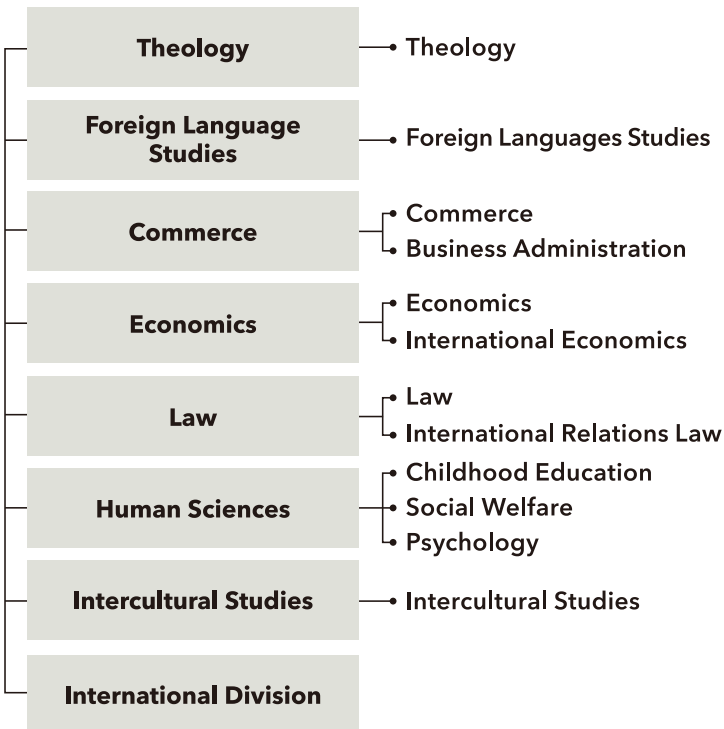 Theology
Theology
Foreign Language
Studies
Foreign Languages Studies
Commerce
Commerce
Business Administration
Economics
Economics
International Economics
Law
Law
International Relations Law
Human Sciences
Childhood Education
Social Welfare
Psychology
Intercultural Studies
Intercultural Studies
International Division